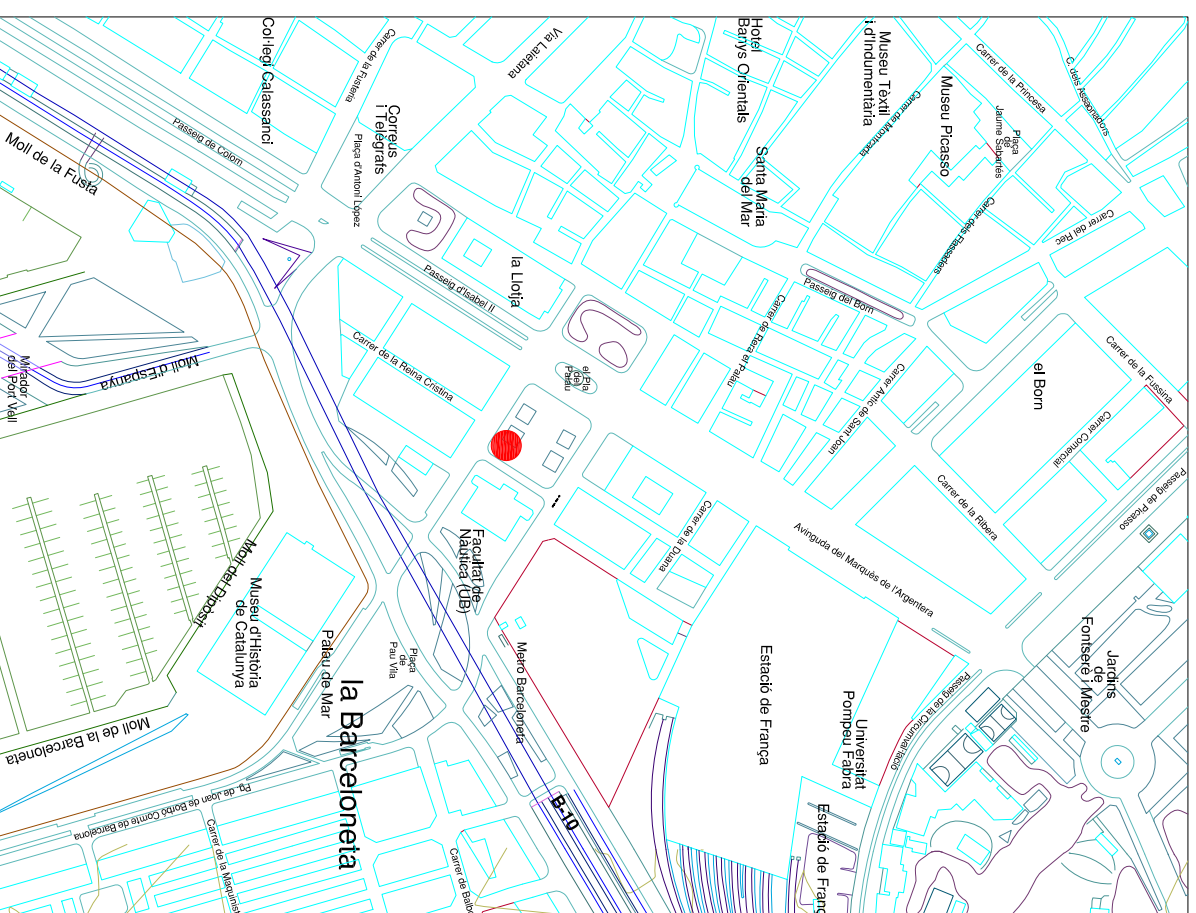 Col·legi Calassanci
Carrer de la Fusteria
Via Laietana
Hotel
Banys Orientals
Museu Tèxtil
i d'Indumentària
Carrer de la Princesa
C. dels Assaonadors
Passeig de Colom
Correus
i Telègrafs
Plaça d'Antoni López
Carrer de Montcada
Museu Picasso
Plaça
de
Jaume Sabartés
Moll de la Fusta
Santa Maria
del Mar
Carrer dels Flassaders
Carrer del Rec
la Llotja
Passeig d'Isabel II
Passeig del Born
Carrer de la Reina Cristina
el Pla
del
Palau
Carrer de Rera el Palau
Carrer Antic de Sant Joan
el Born
Carrer de la Fussina
Carrer Comercial
Mirador
del Port Vell
Moll d'Espanya
Carrer de la Ribera
Passeig de Picasso
Carrer de la Duana
Avinguda del Marquès de l'Argentera
Facultat de
Nàutica (UB)
Moll del Dipòsit
Museu d'Història
de Catalunya
Palau de Mar
Plaça
de
Pau Vila
Metro Barceloneta
Estació de França
Universitat
Pompeu Fabra
Passeig de la Circumval·lació
Jardins
de
Fontserè i Mestre
Moll de la Barceloneta
la Barceloneta
B-10
Pg. de Joan de Borbó Comte de Barcelona
Carrer de la Maquinist
Carrer de Balbo
Estació de Franç